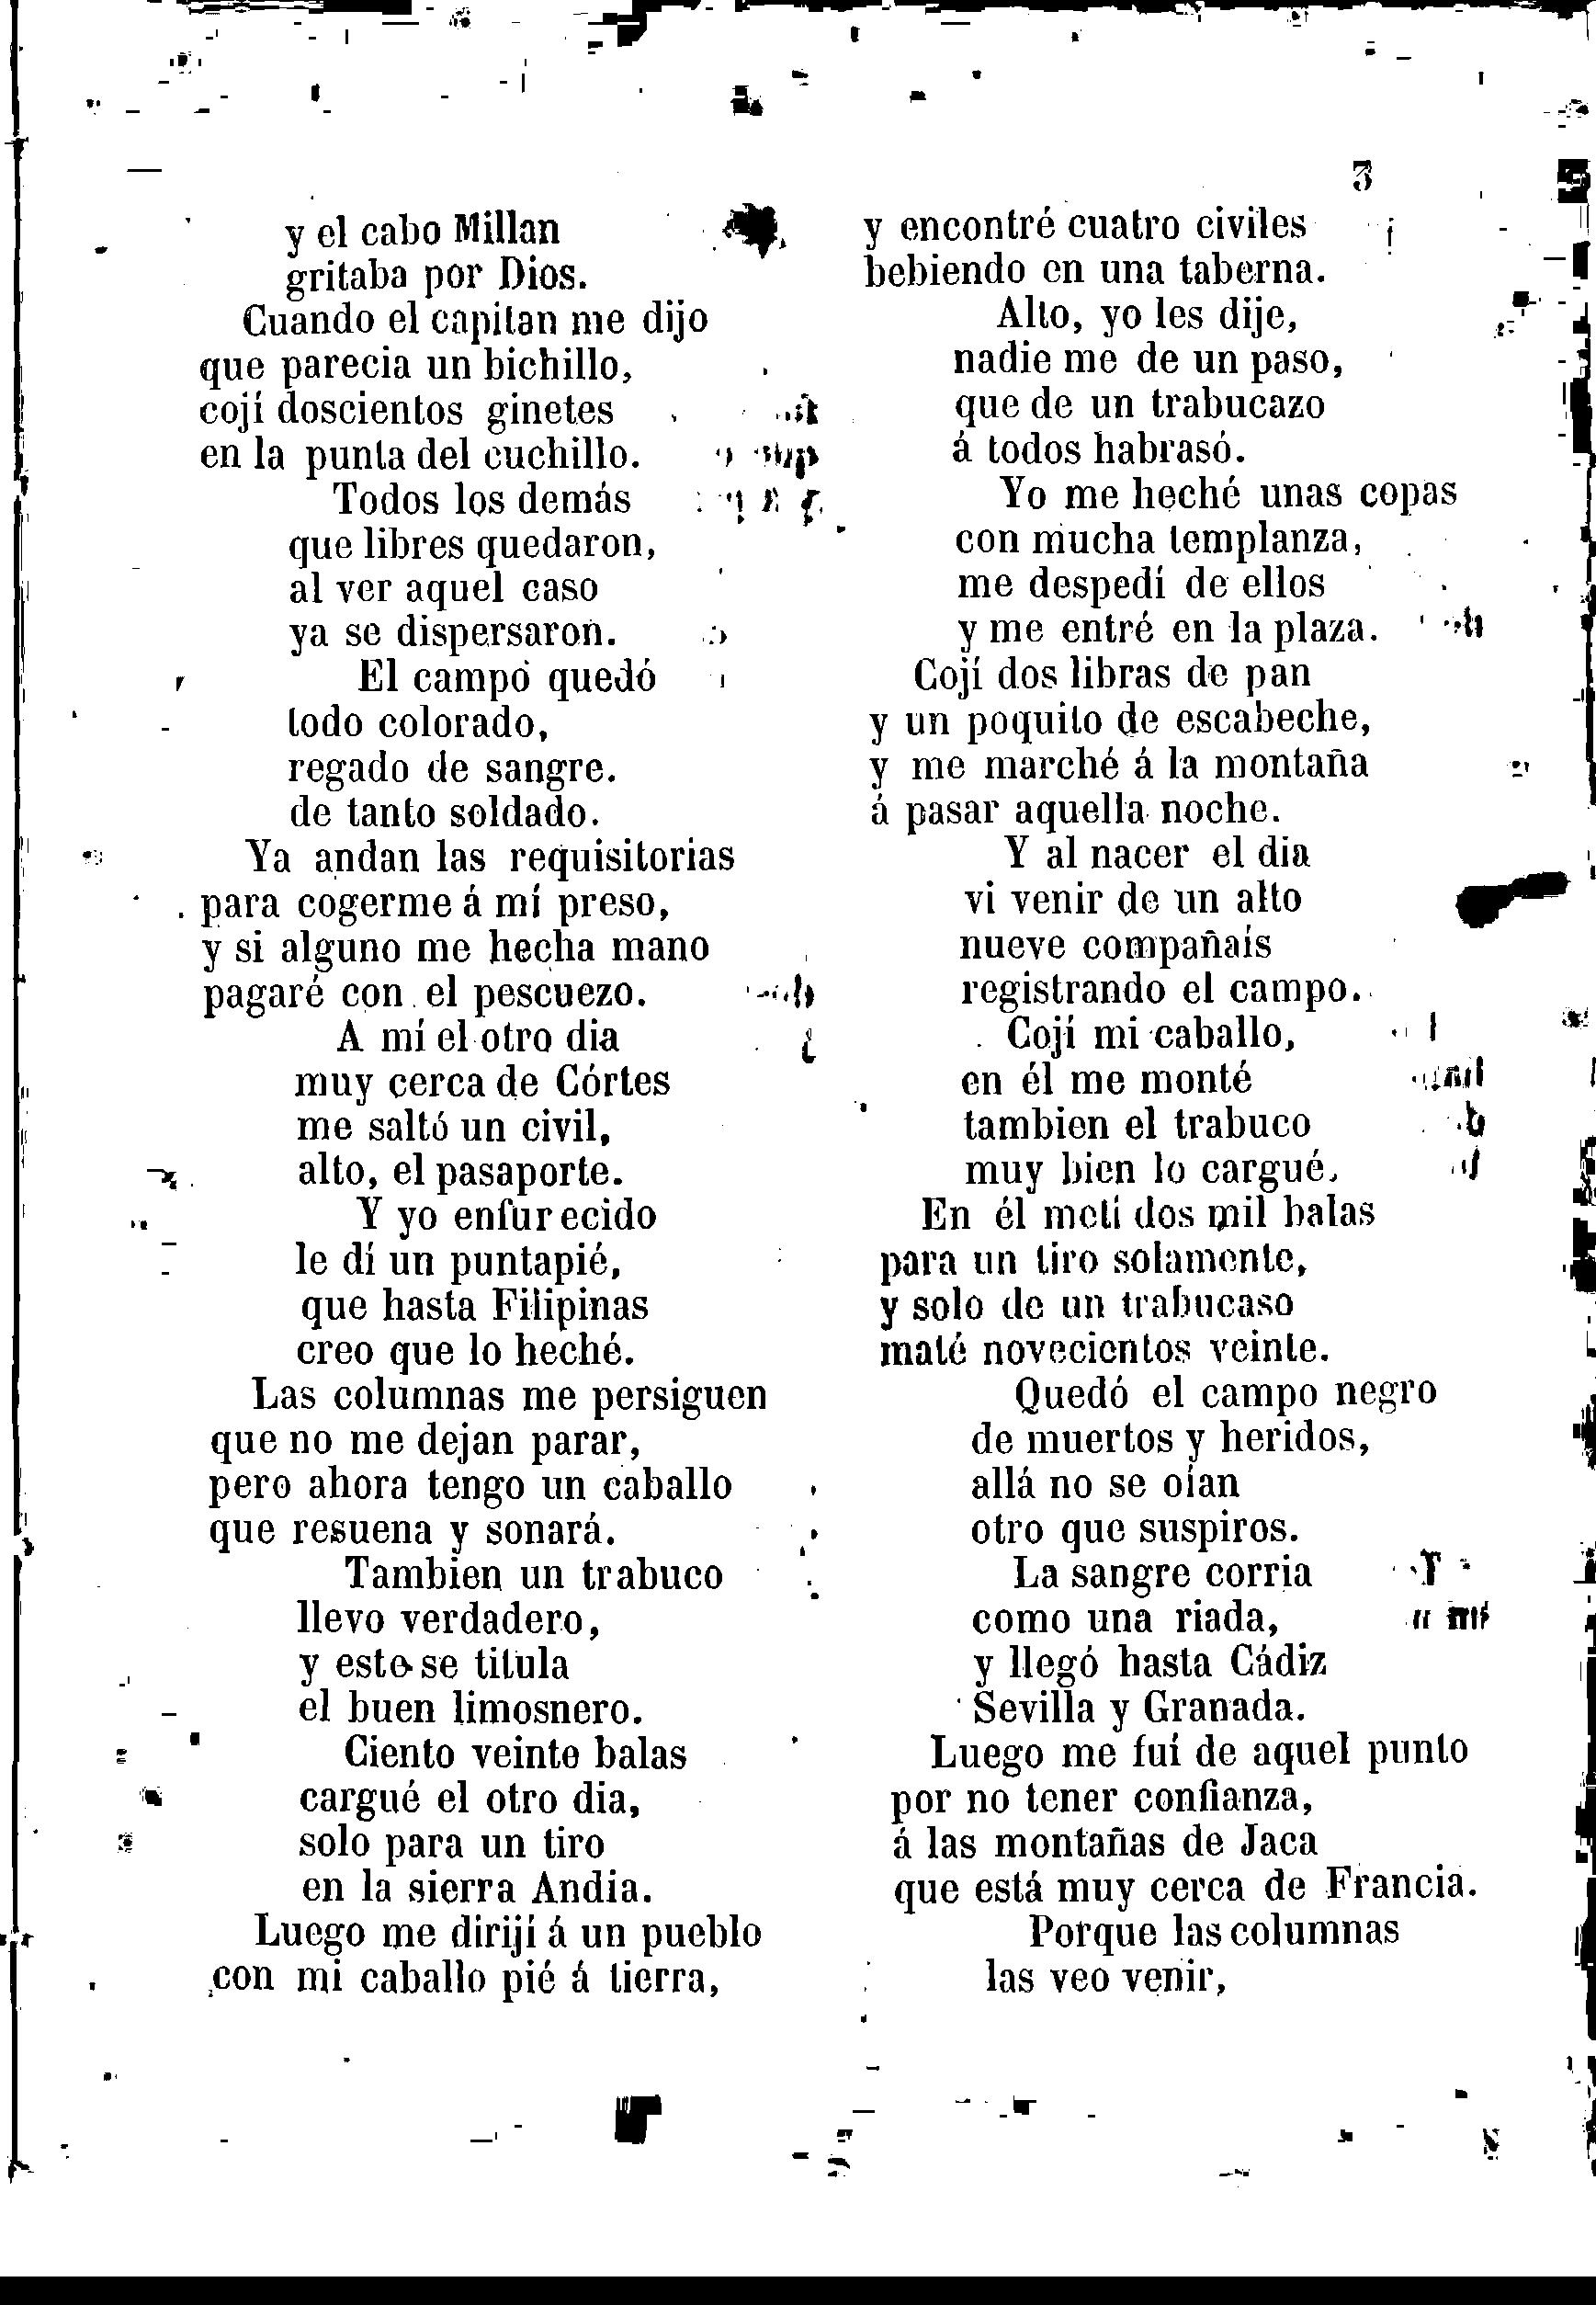 3
y el cabo Millan
gritaba por Dios.
Cuando el capitan me dijo
que parecia un bichillo,
cojí doscientos ginetes
en la punta del cuchillo.
Todos los demás
que libres quedaron,
al ver aquel caso
ya se dispersaron.
El campo quedó
todo colorado,
regado de sangre.
de tanto soldado.
Ya andan las requisitorias
para cogerme á mí preso,
y si alguno me hecha mano
pagaré con el pescuezo.
A mí el otro dia
muy cerca de Córtes
me saltó un civil,
alto, el pasaporte.
Y yo enfurecido
le dí un puntapié,
que hasta Filipinas
creo que lo heché.
Las columnas me persiguen
que no me dejan parar,
pero ahora tengo un caballo
que resuena y sonará.
Tambien un trabuco
llevo verdadero,
y este se titula
el buen limosnero.
Ciento veinte balas
cargué el otro dia,
solo para un tiro
en la sierra Andia.
Luego me dirijí á un pueblo
con mi caballo pié á tierra,
y encontré cuatro civiles
bebiendo en una taberna.
Alto, yo les dije,
nadie me de un paso,
que de un trabucazo
á todos habrasó.
Yo me heché unas copas
con mucha templanza,
me despedí de ellos
y me entré en la plaza.
Cojí dos libras de pan
y un poquito de escabeche,
y me marché á la montaña
á pasar aquella noche.
Y al nacer el dia
vi venir de un alto
nueve compañaís
registrando el campo.
Cojí mi caballo,
en él me monté
tambien el trabuco
muy bien lo cargué.
En él metí dos mil balas
para un tiro solamente,
y solo de un trabucaso
maté novecientos veinte.
Quedó el campo negro
de muertos y heridos,
allá no se oían
otro que suspiros.
La sangre corria
como una riada,
y llegó hasta Cádiz
Sevilla y Granada.
Luego me fuí de aquel punto
por no tener confianza,
á las montañas de Jaca
que está muy cerca de Francia.
Porque las columnas
las veo venir,